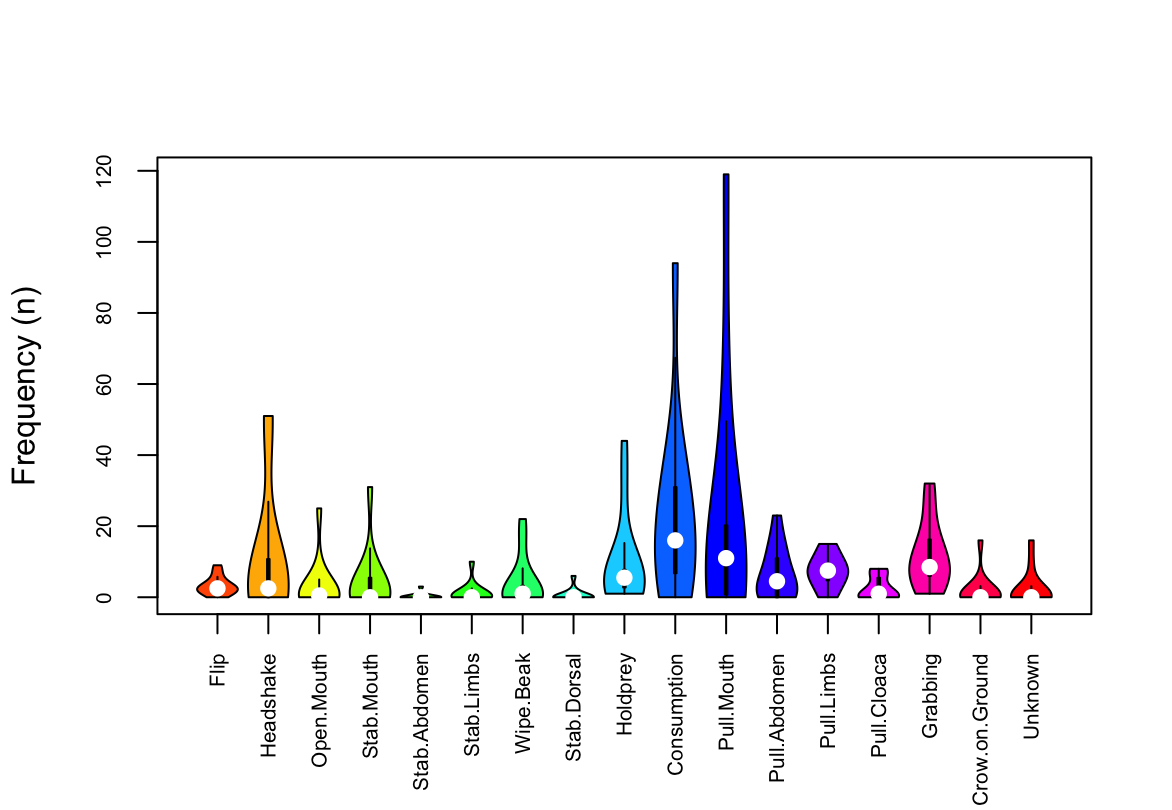 Frequency (n)
120
100
80
60
40
20
0
Flip
Headshake
Open.Mouth
Stab.Mouth
Stab.Abdomen
Stab.Limbs
Wipe.Beak
Stab.Dorsal
Holdprey
Consumption
Pull.Mouth
Pull.Abdomen
Pull.Limbs
Pull.Cloaca
Grabbing
Crow.on.Ground
Unknown